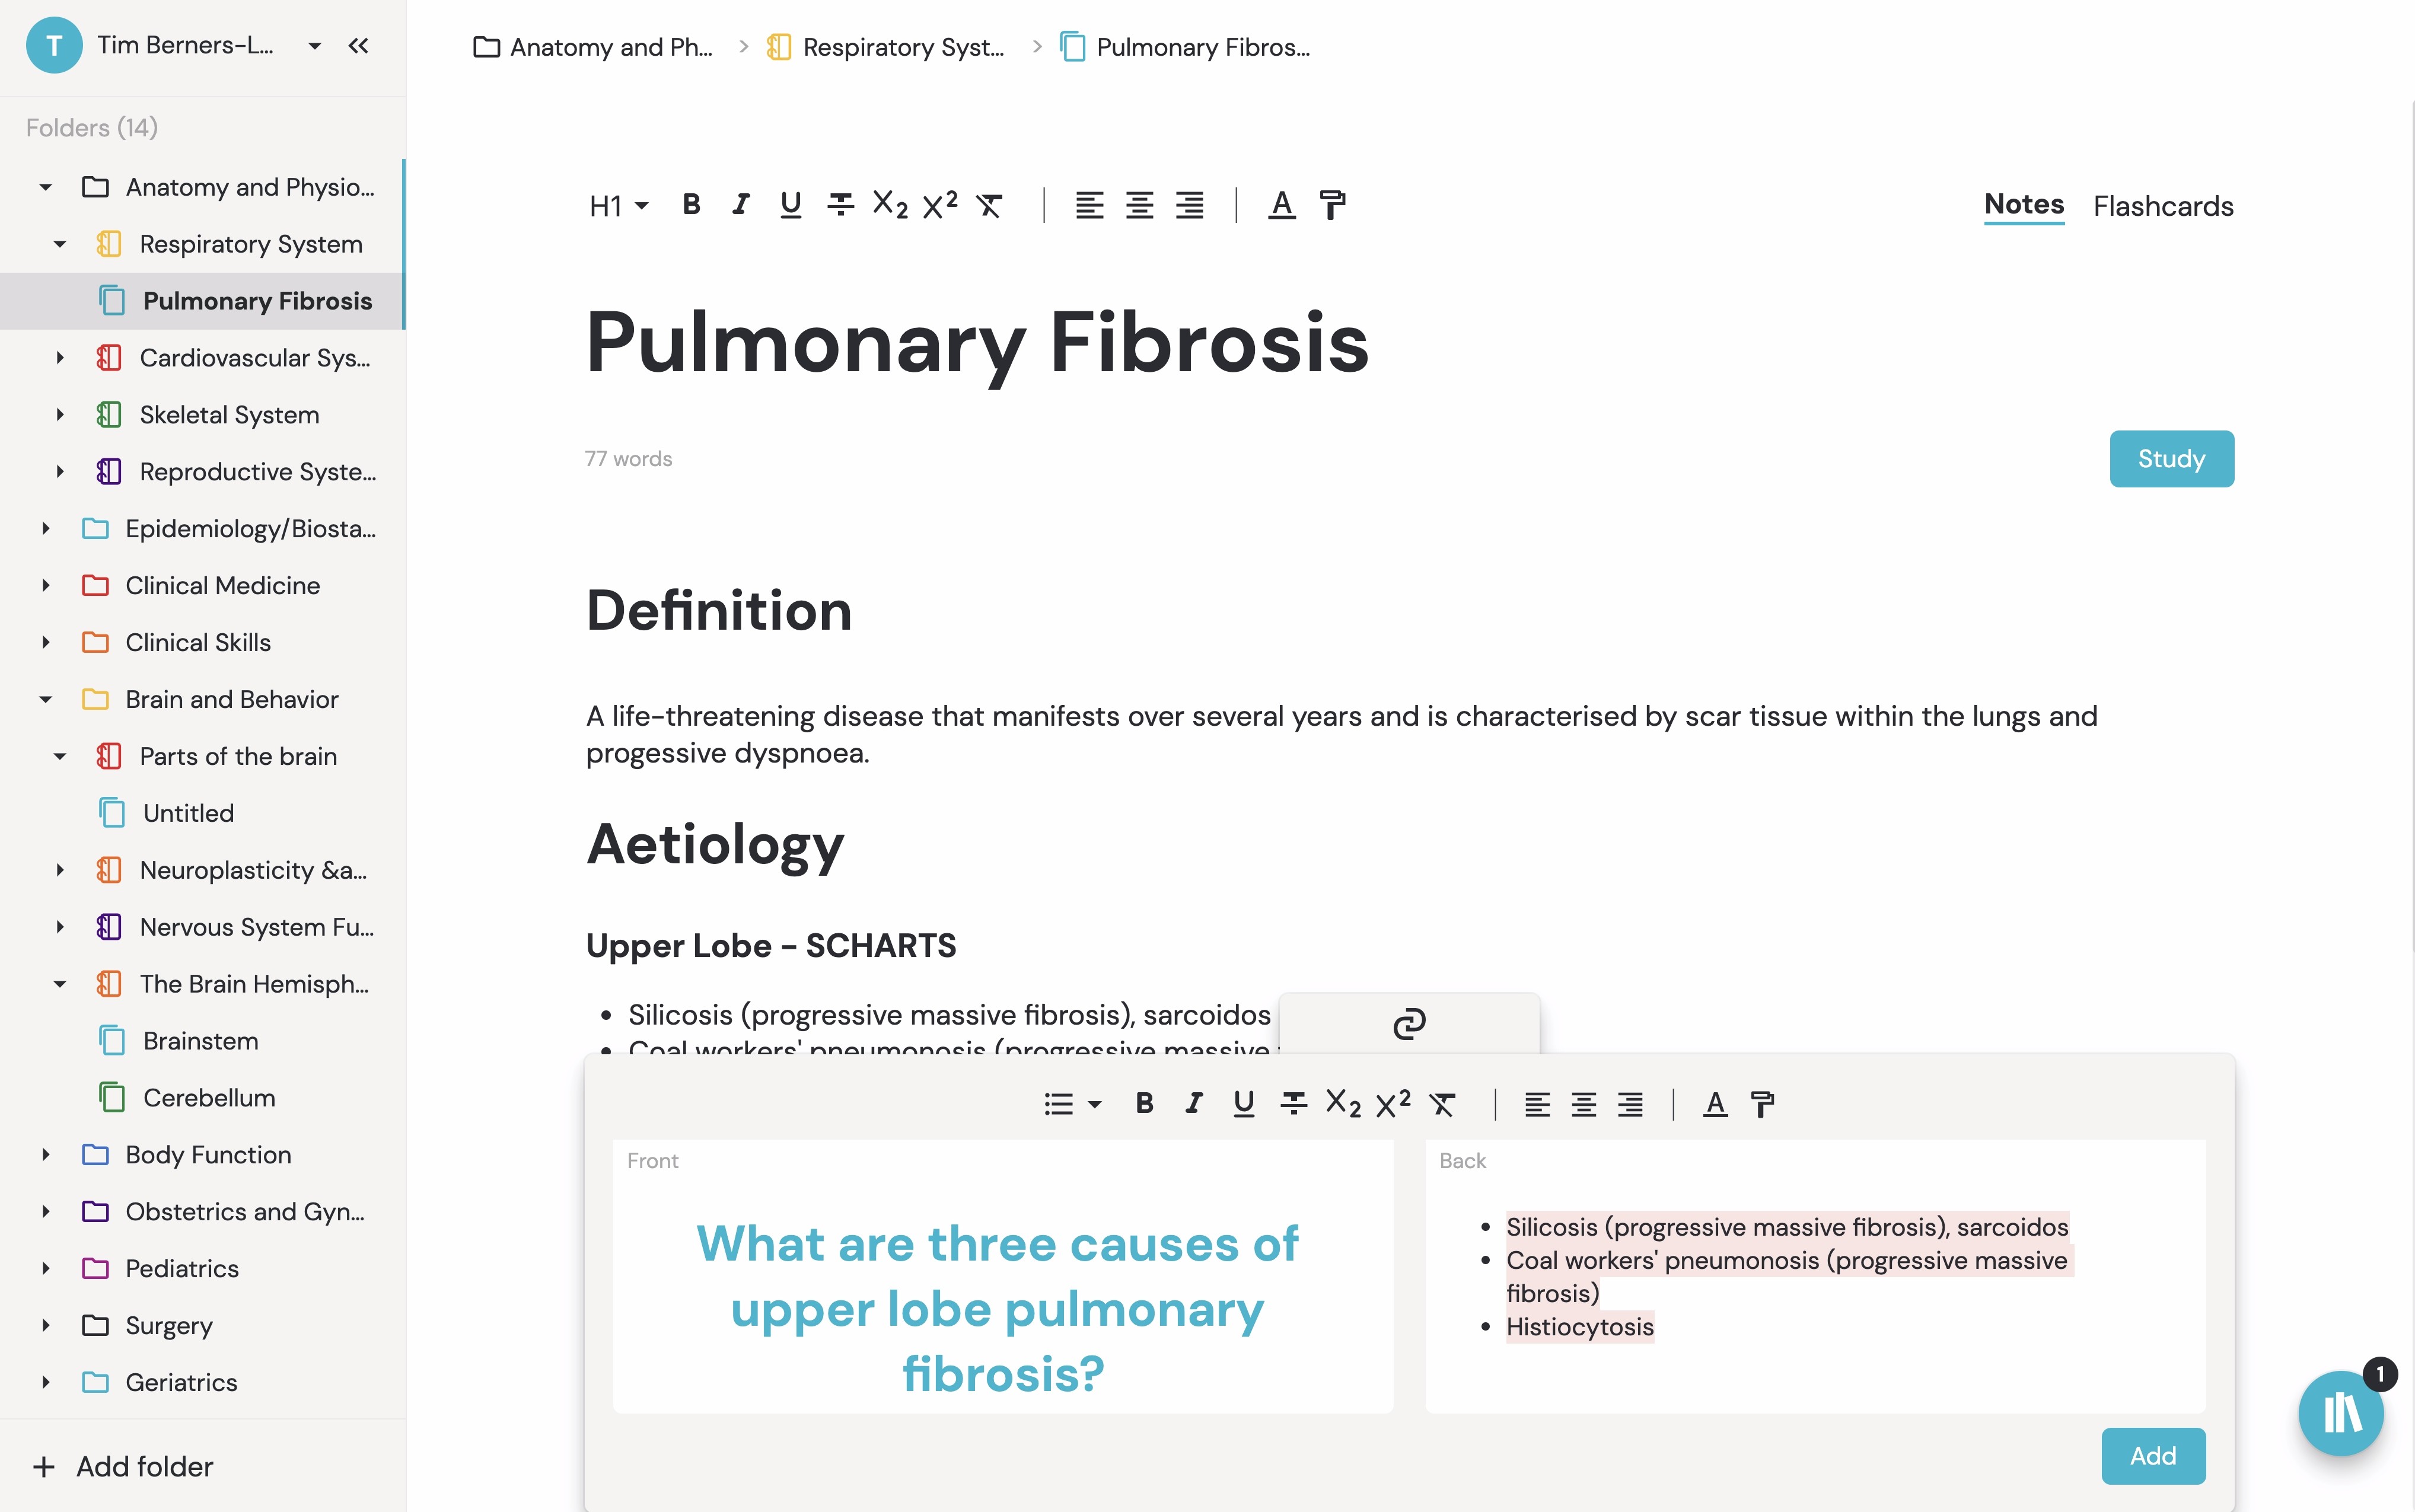 T Tim Berners-L...
Folders (14)
Anatomy and Physio...
Respiratory System
Pulmonary Fibrosis
Cardiovascular Sys...
Skeletal System
Reproductive Syste...
Epidemiology/Biosta...
Clinical Medicine
Clinical Skills
Brain and Behavior
Parts of the brain
Untitled
Neuroplasticity &a...
Nervous System Fu...
The Brain Hemisph...
Brainstem
Cerebellum
Body Function
Obstetrics and Gyn...
Pediatrics
Surgery
Geriatrics
+ Add folder
Anatomy and Ph... > Respiratory Syst... > Pulmonary Fibros...
H1 B I U T X2 X2 T A
Notes Flashcards
Pulmonary Fibrosis
77 words
Study
Definition
A life-threatening disease that manifests over several years and is characterised by scar tissue within the lungs and
progessive dyspnoea.
Aetiology
Upper Lobe - SCHARTS
Silicosis (progressive massive fibrosis), sarcoidos
Coal workers' pneumonosis (progressive massive
B I U T X2 X2 T A
Front
What are three causes of
upper lobe pulmonary
fibrosis?
Back
Silicosis (progressive massive fibrosis), sarcoidos
Coal workers' pneumonosis (progressive massive
fibrosis)
Histiocytosis
1
Add